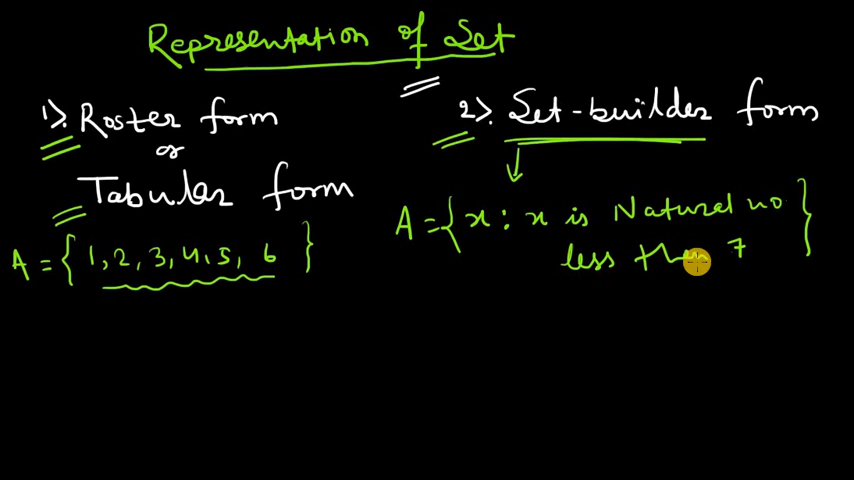 Representation of Set
1). Roster form
or
Tabular form
A = { 1, 2, 3, 4, 5, 6 }
2). Set-builder form
A = { x : x is Natural no
less then 7 }